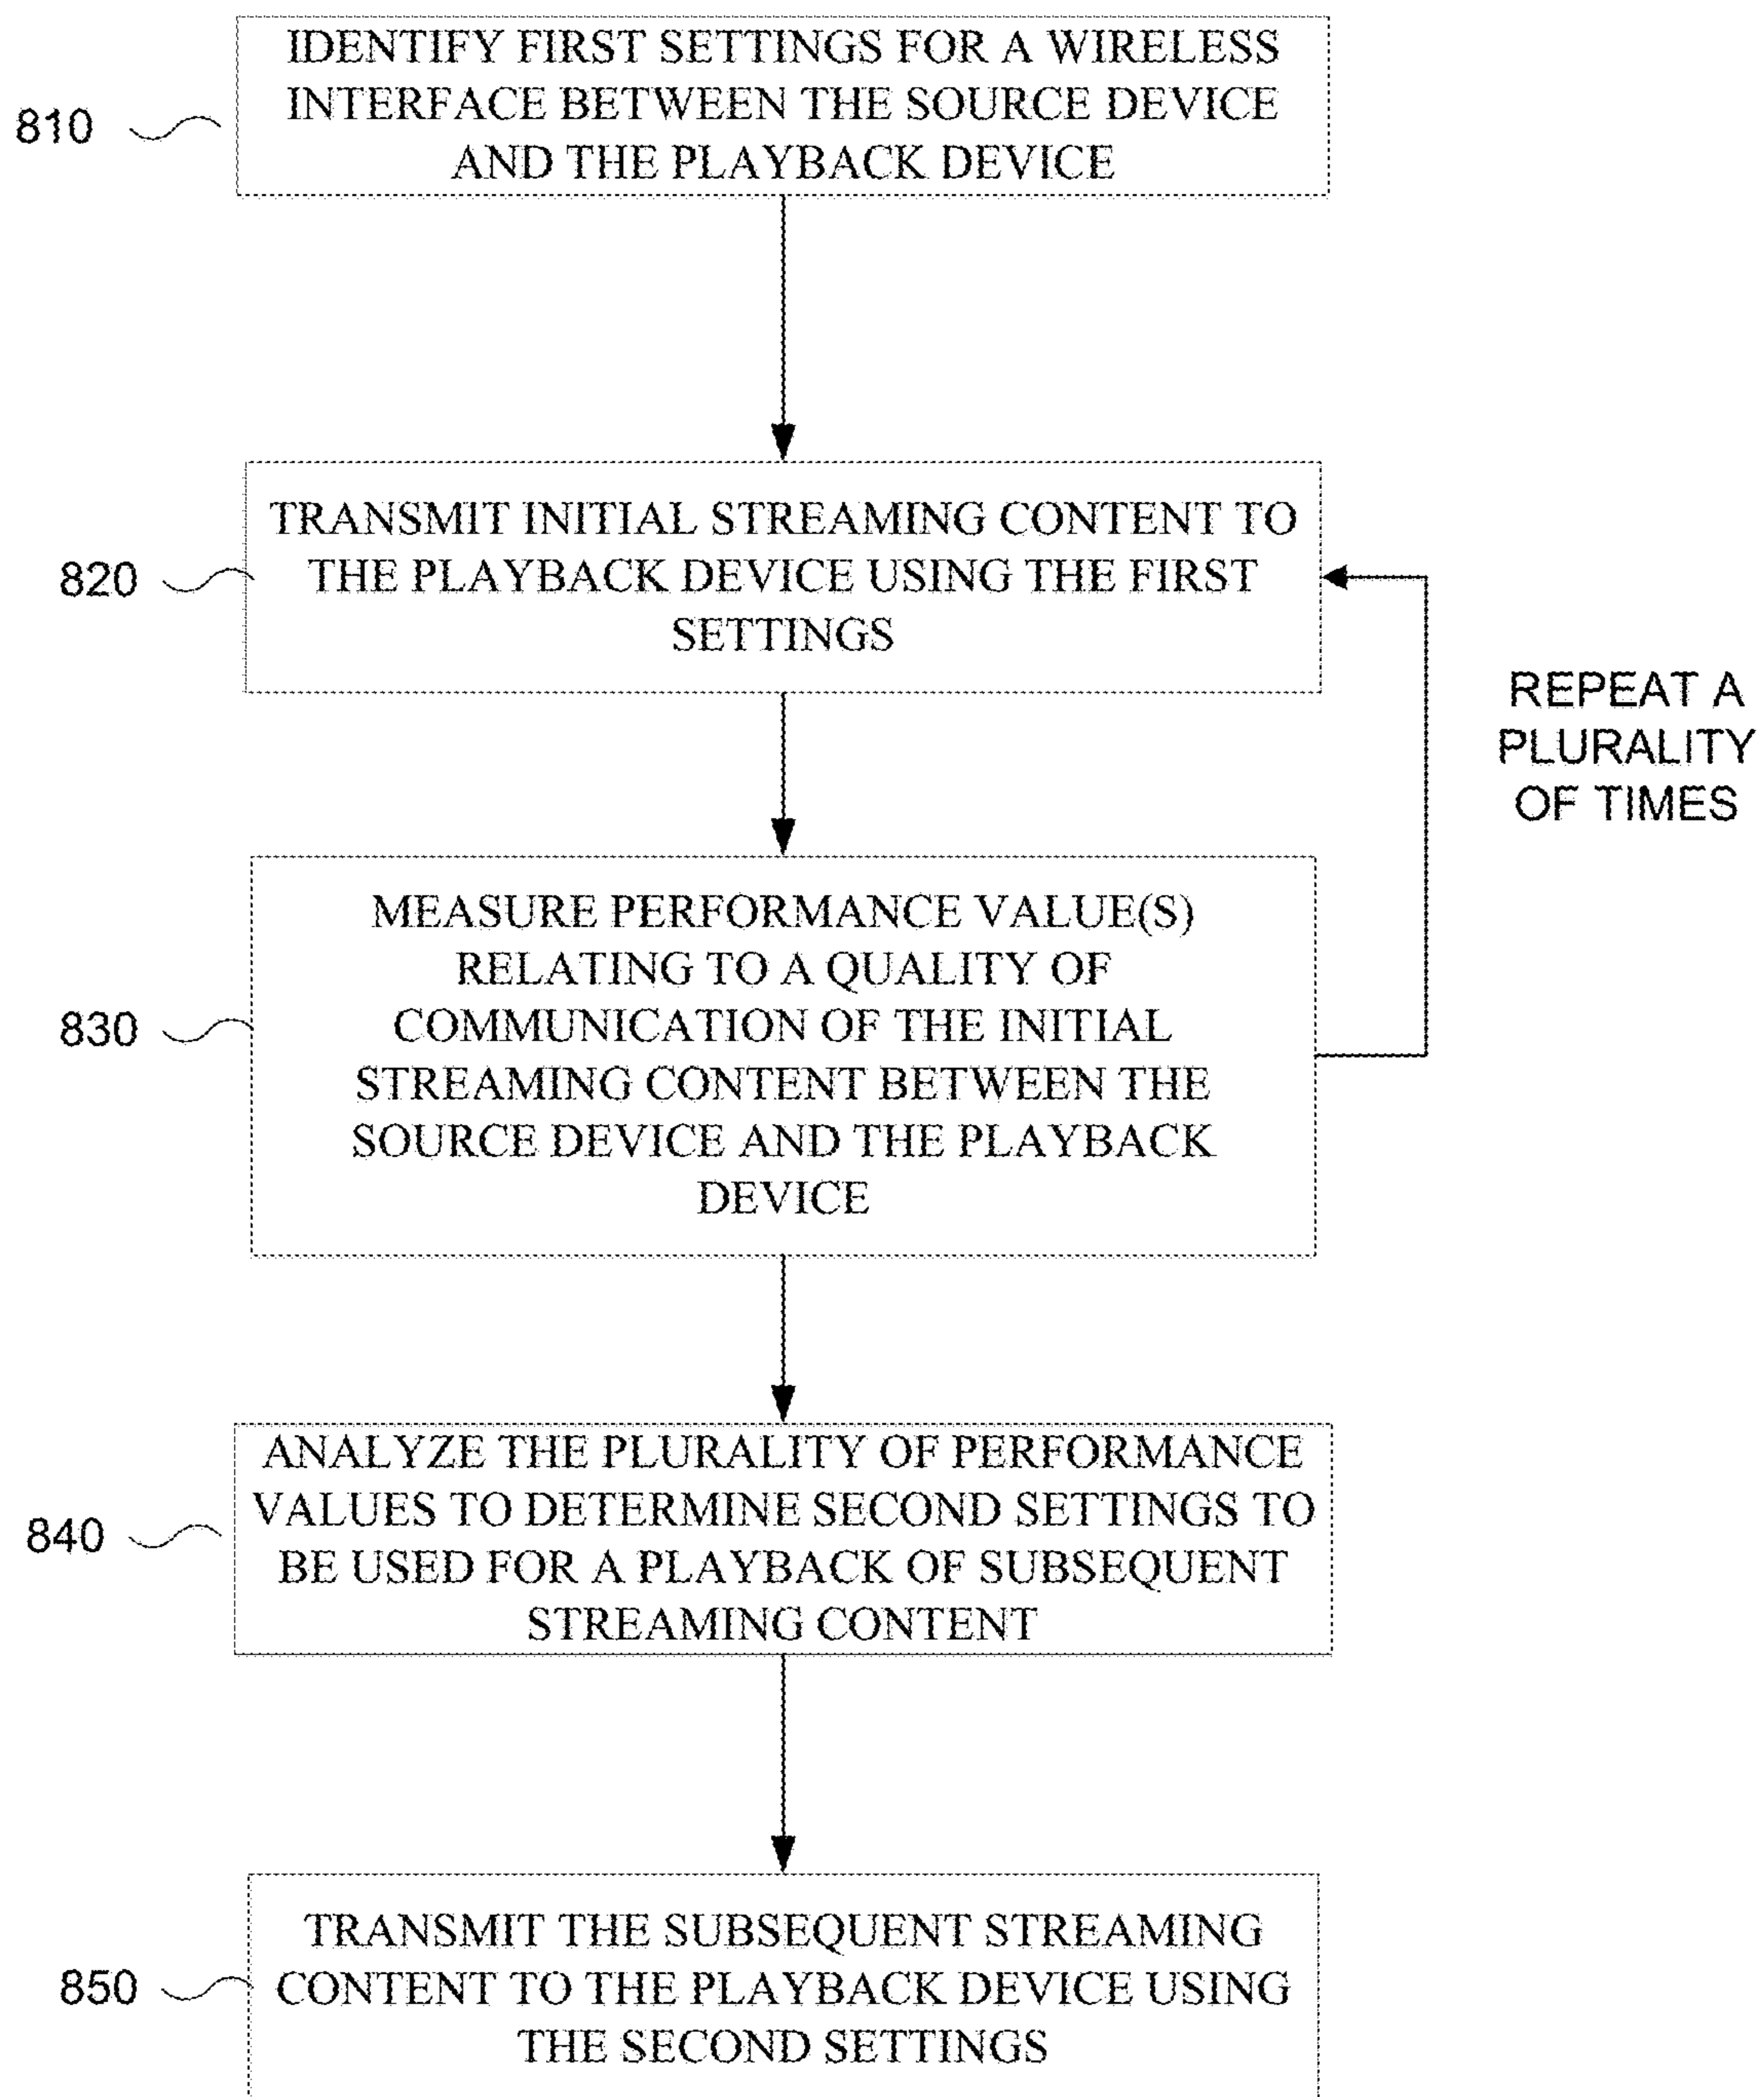 810
IDENTIFY FIRST SETTINGS FOR A WIRELESS
INTERFACE BETWEEN THE SOURCE DEVICE
AND THE PLAYBACK DEVICE
820
TRANSMIT INITIAL STREAMING CONTENT TO
THE PLAYBACK DEVICE USING THE FIRST
SETTINGS
REPEAT A
PLURALITY
OF TIMES
830
MEASURE PERFORMANCE VALUE(S)
RELATING TO A QUALITY OF
COMMUNICATION OF THE INITIAL
STREAMING CONTENT BETWEEN THE
SOURCE DEVICE AND THE PLAYBACK
DEVICE
840
ANALYZE THE PLURALITY OF PERFORMANCE
VALUES TO DETERMINE SECOND SETTINGS TO
BE USED FOR A PLAYBACK OF SUBSEQUENT
STREAMING CONTENT
850
TRANSMIT THE SUBSEQUENT STREAMING
CONTENT TO THE PLAYBACK DEVICE USING
THE SECOND SETTINGS